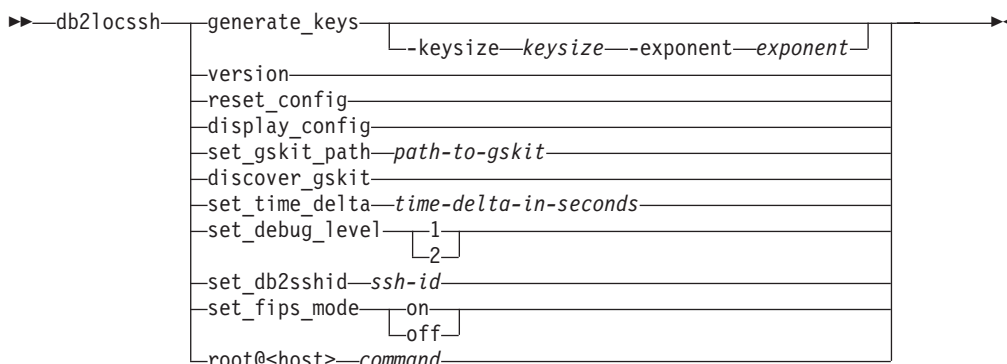 db2locssh generate_keys
-keysize keysize -exponent exponent
version
reset_config
display_config
set_gskit_path path-to-gskit
discover_gskit
set_time_delta time-delta-in-seconds
set_debug_level 1
2
set_db2sshid ssh-id
set_fips_mode on
off
root@<host> command